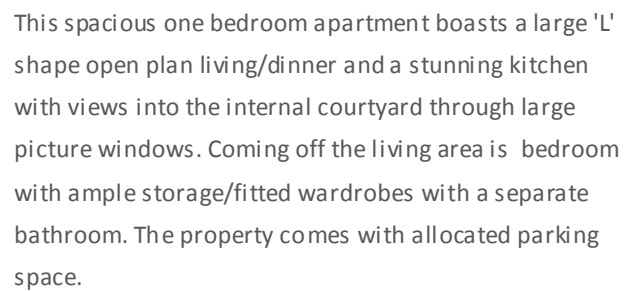 This spacious one bedroom apartment boasts a large 'L'
shape open plan living/dinner and a stunning kitchen
with views into the internal courtyard through large
picture windows. Coming off the living area is  bedroom
with ample storage/fitted wardrobes with a separate
bathroom. The property comes with allocated parking
space.